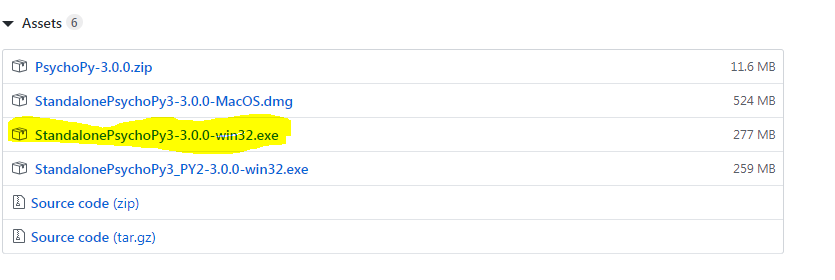 Assets 6
PsychoPy-3.0.0.zip 11.6 MB
StandalonePsychoPy3-3.0.0-MacOS.dmg 524 MB
StandalonePsychoPy3-3.0.0-win32.exe 277 MB
StandalonePsychoPy3_PY2-3.0.0-win32.exe 259 MB
Source code (zip)
Source code (tar.gz)